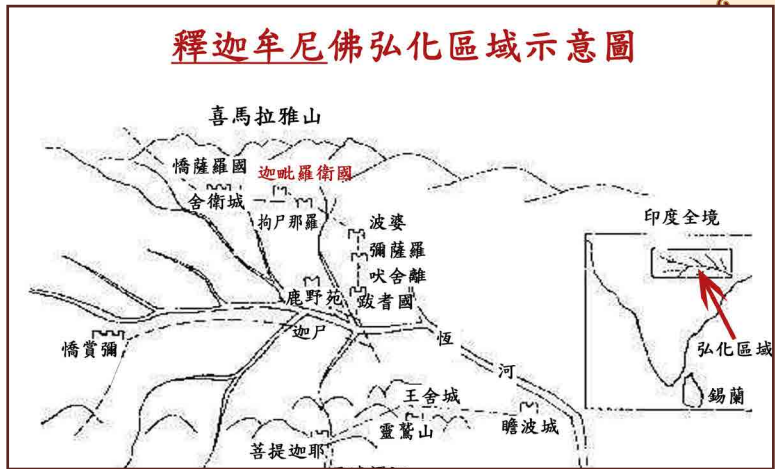 釋迦牟尼佛弘化區域示意圖
喜馬拉雅山
憍薩羅國
迦毗羅衛國
舍衛城
拘尸那羅
波婆
彌薩羅
吠舍離
鹿野苑
跋耆國
迦尸
憍賞彌
恆
河
王舍城
靈鷲山
瞻波城
菩提迦耶
印度全境
弘化區域
錫蘭